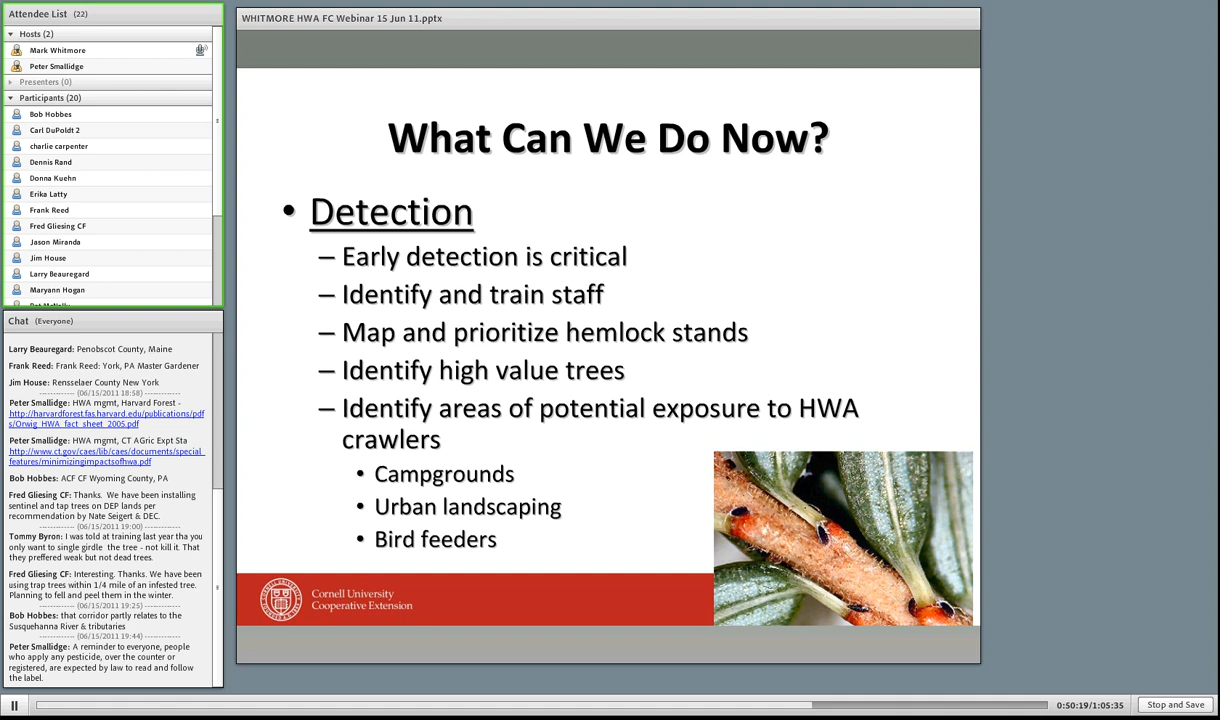 Attendee List (22)
Hosts (2)
Mark Whitmore
Peter Smallidge
Presenters (0)
Participants (20)
Bob Hobbes
Carl DuPoldt 2
charlie carpenter
Dennis Rand
Donna Kuehn
Erika Latty
Frank Reed
Fred Gliesing CF
Jason Miranda
Jim House
Larry Beauregard
Maryann Hogan
Chat (Everyone)
Larry Beauregard: Penobscot County, Maine
Frank Reed: Frank Reed: York, PA Master Gardener
Jim House: Rensselaer County New York
------------- (06/15/2011 18:58) -------------
Peter Smallidge: HWA mgmt, Harvard Forest -
http://harvardforest.fas.harvard.edu/publications/pdf
s/Orwig_HWA_fact_sheet_2005.pdf
Peter Smallidge: HWA mgmt, CT AGric Expt Sta
http://www.ct.gov/caes/lib/caes/documents/special_
features/minimizingimpactsofhwa.pdf
Bob Hobbes: ACF CF Wyoming County, PA
Fred Gliesing CF: Thanks. We have been installing
sentinel and tap trees on DEP lands per
recommendation by Nate Seigert & DEC.
------------- (06/15/2011 19:00) -------------
Tommy Byron: I was told at training last year tha you
only want to single girdle the tree - not kill it. That
they preffered weak but not dead trees.
Fred Gliesing CF: Interesting. Thanks. We have been
using trap trees within 1/4 mile of an infested tree.
Planning to fell and peel them in the winter.
------------- (06/15/2011 19:25) -------------
Bob Hobbes: that corridor partly relates to the
Susquehanna River & tributaries
------------- (06/15/2011 19:44) -------------
Peter Smallidge: A reminder to everyone, people
who apply any pesticide, over the counter or
registered, are expected by law to read and follow
the label.
WHITMORE HWA FC Webinar 15 Jun 11.pptx
What Can We Do Now?
• Detection
– Early detection is critical
– Identify and train staff
– Map and prioritize hemlock stands
– Identify high value trees
– Identify areas of potential exposure to HWA
crawlers
• Campgrounds
• Urban landscaping
• Bird feeders
Cornell University
Cooperative Extension
0:50:19/1:05:35
Stop and Save